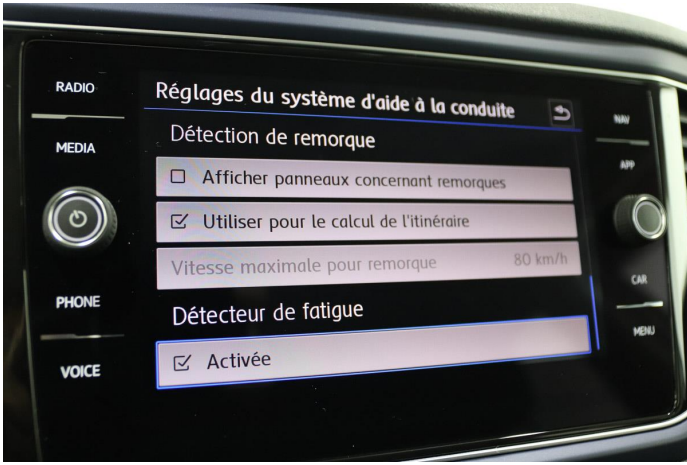 RADIO
MEDIA
PHONE
VOICE
Réglages du système d'aide à la conduite
Détection de remorque
Afficher panneaux concernant remorques
Utiliser pour le calcul de l'itinéraire
Vitesse maximale pour remorque 80 km/h
Détecteur de fatigue
Activée
NAV
APP
CAR
MENU